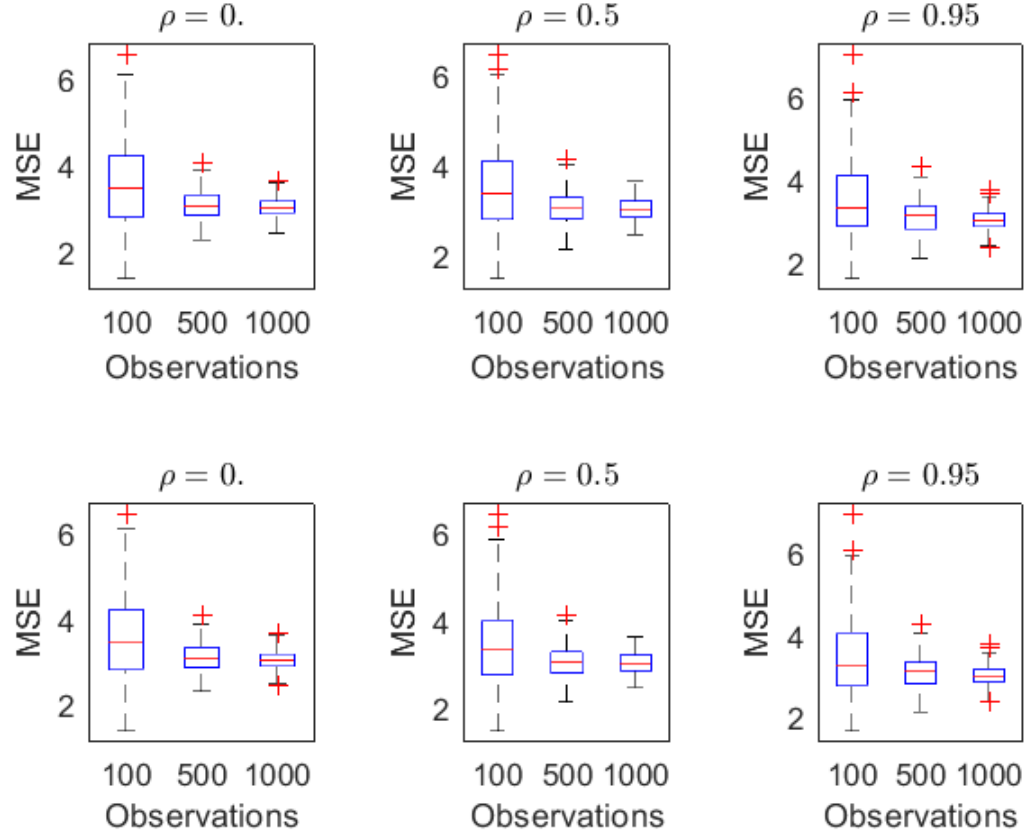 ρ = 0.
ρ = 0.5
ρ = 0.95
MSE
6
4
2
MSE
6
4
2
MSE
6
4
2
100 500 1000
100 500 1000
100 500 1000
Observations
Observations
Observations
ρ = 0.
ρ = 0.5
ρ = 0.95
MSE
6
4
2
MSE
6
4
2
MSE
6
4
2
100 500 1000
100 500 1000
100 500 1000
Observations
Observations
Observations